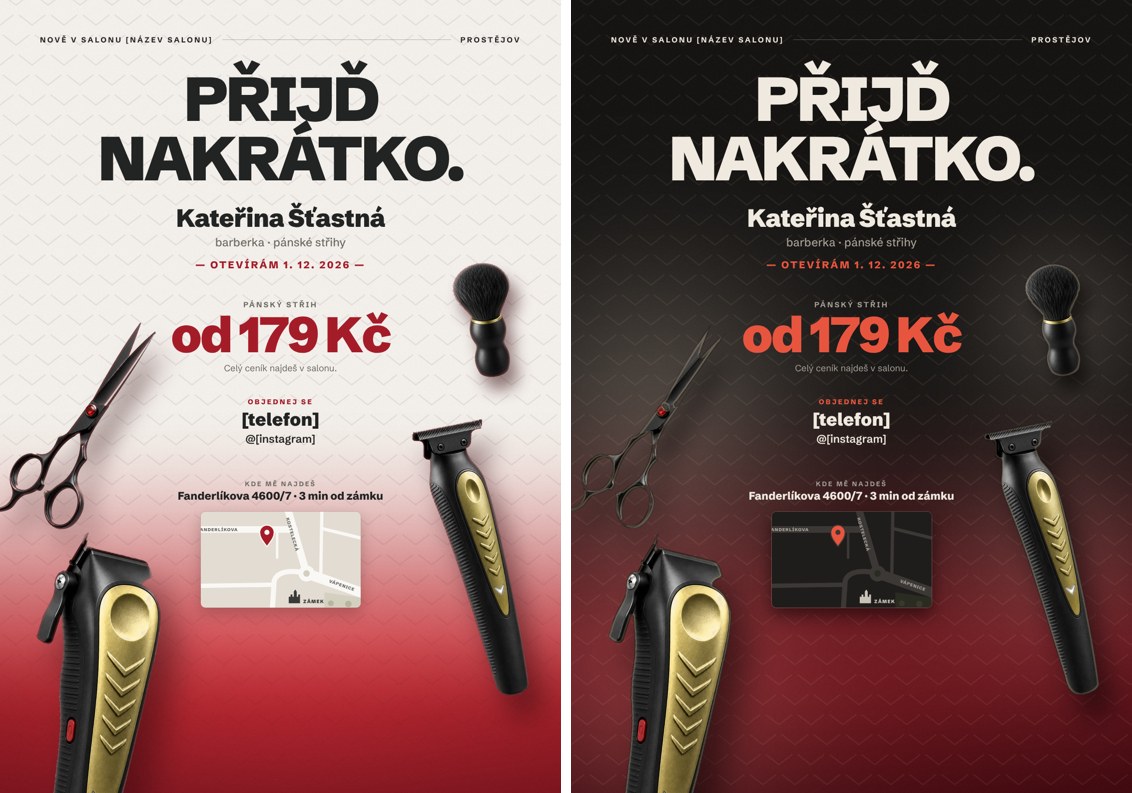 NOVĚ V SALONU [NÁZEV SALONU]
PROSTĚJOV
PŘIJĎ
NAKRÁTKO.
Kateřina Šťastná
barberka · pánské střihy
— OTEVÍRÁM 1. 12. 2026 —
PÁNSKÝ STŘIH
od 179 Kč
Celý ceník najdeš v salonu.
OBJEDNEJ SE
[telefon]
@[instagram]
KDE MĚ NAJDEŠ
Fanderlíkova 4600/7 · 3 min od zámku
ANDERLÍKOVA
KOSTELECKÁ
VÁPENICE
ZÁMEK
NOVĚ V SALONU [NÁZEV SALONU]
PROSTĚJOV
PŘIJĎ
NAKRÁTKO.
Kateřina Šťastná
barberka · pánské střihy
— OTEVÍRÁM 1. 12. 2026 —
PÁNSKÝ STŘIH
od 179 Kč
Celý ceník najdeš v salonu.
OBJEDNEJ SE
[telefon]
@[instagram]
KDE MĚ NAJDEŠ
Fanderlíkova 4600/7 · 3 min od zámku
ANDERLÍKOVA
KOSTELECKÁ
VÁPENICE
ZÁMEK